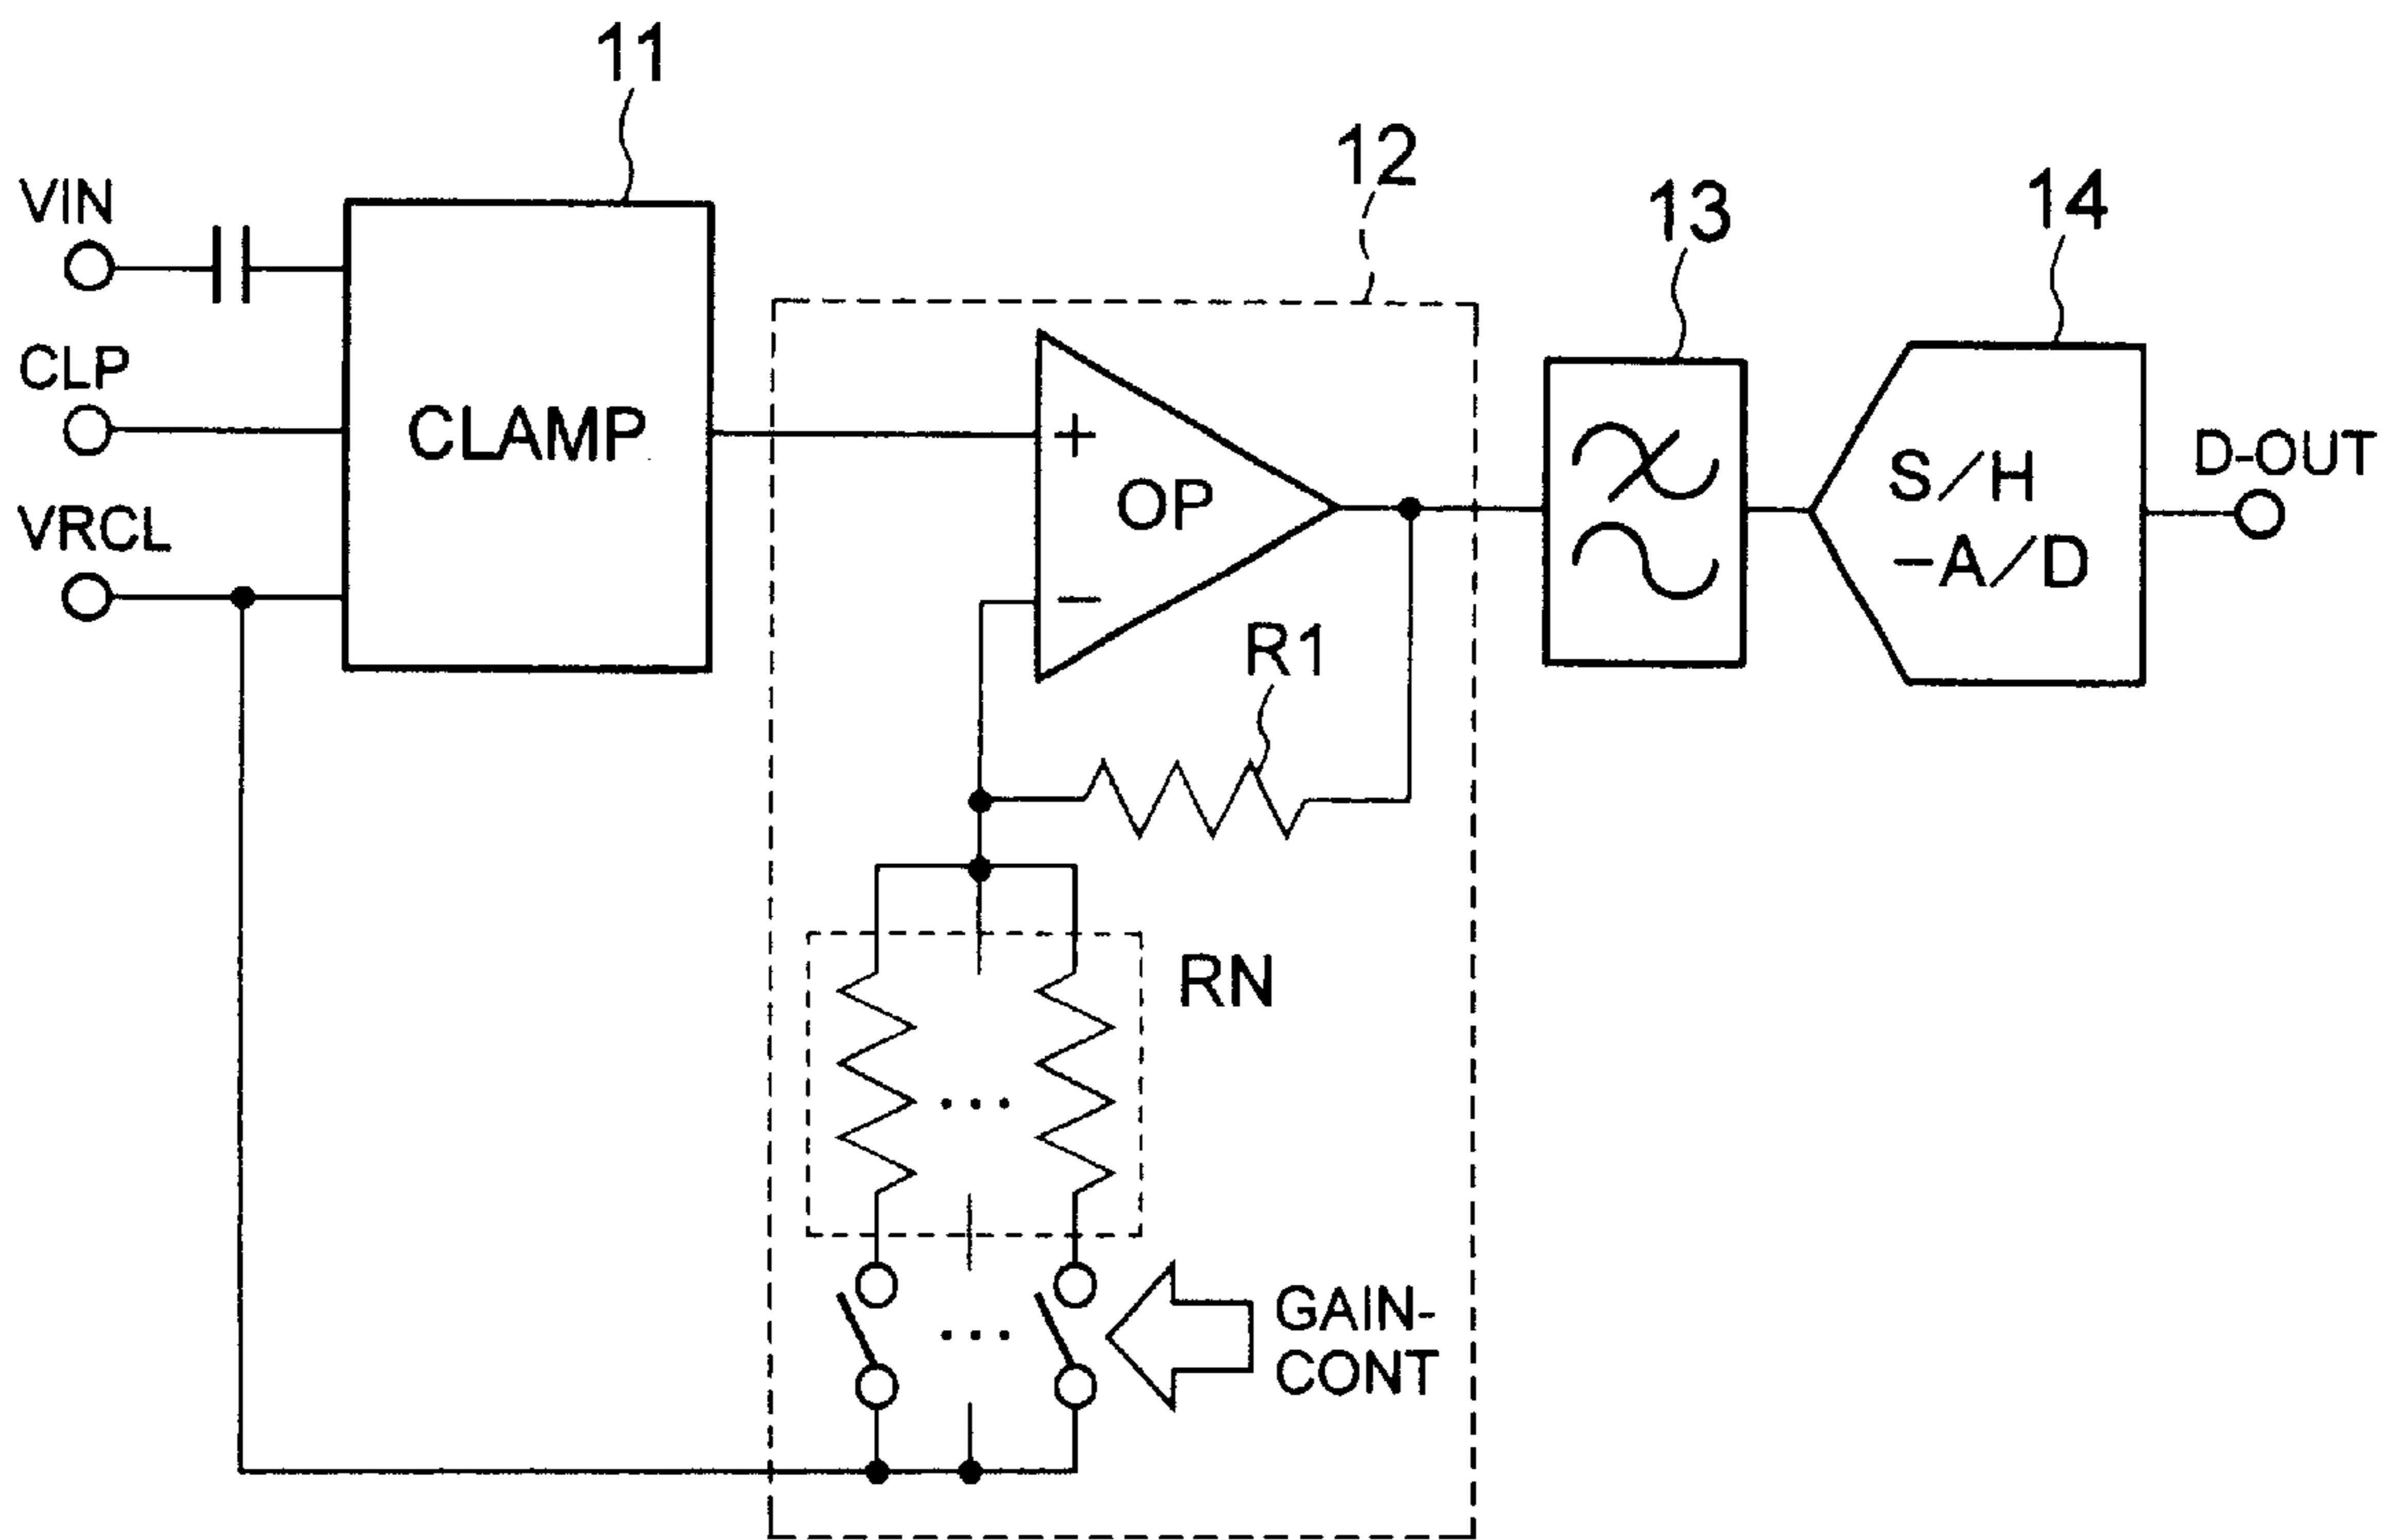 11
12
13
14
VIN
CLP
VRCL
CLAMP
+
OP
−
S/H
−A/D
D-OUT
R1
RN
...
...
GAIN-
CONT